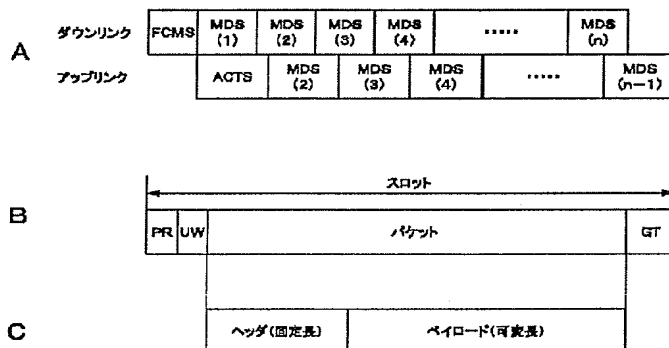 A
ダウンリンク FCMS MDS (1) MDS (2) MDS (3) MDS (4) ····· MDS (n)
アップリンク ACTS MDS (2) MDS (3) MDS (4) ····· MDS (n-1)
スロット
B
PR UW パケット GT
C
ヘッダ(固定長) ペイロード(可変長)